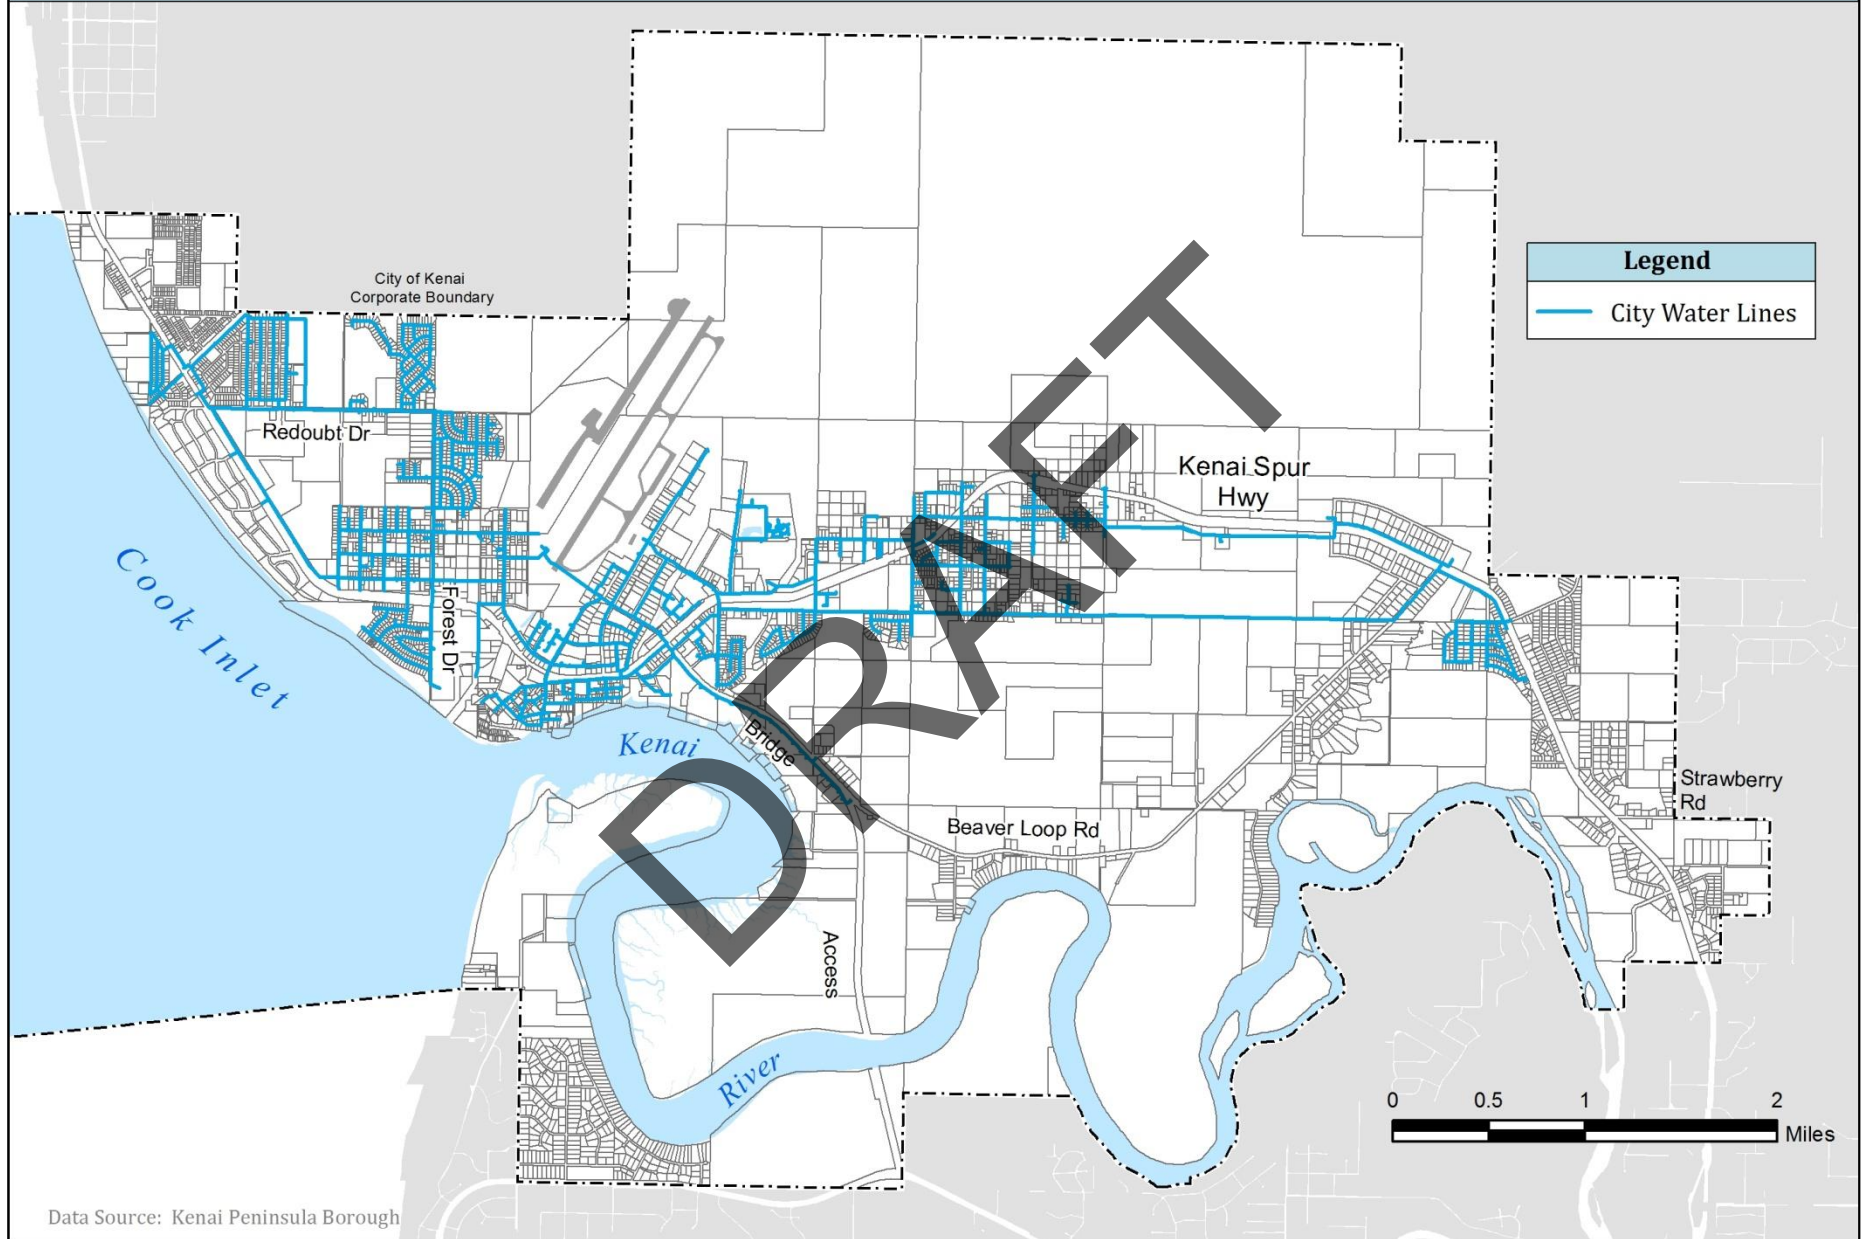 City of Kenai
Corporate Boundary
Legend
City Water Lines
Redoubt Dr
Kenai Spur
Hwy
Cook Inlet
Forest Dr
Kenai
Bridge
Strawberry
Rd
Beaver Loop Rd
Access
River
DRAFT
0 0.5 1 2
Miles
Data Source: Kenai Peninsula Borough